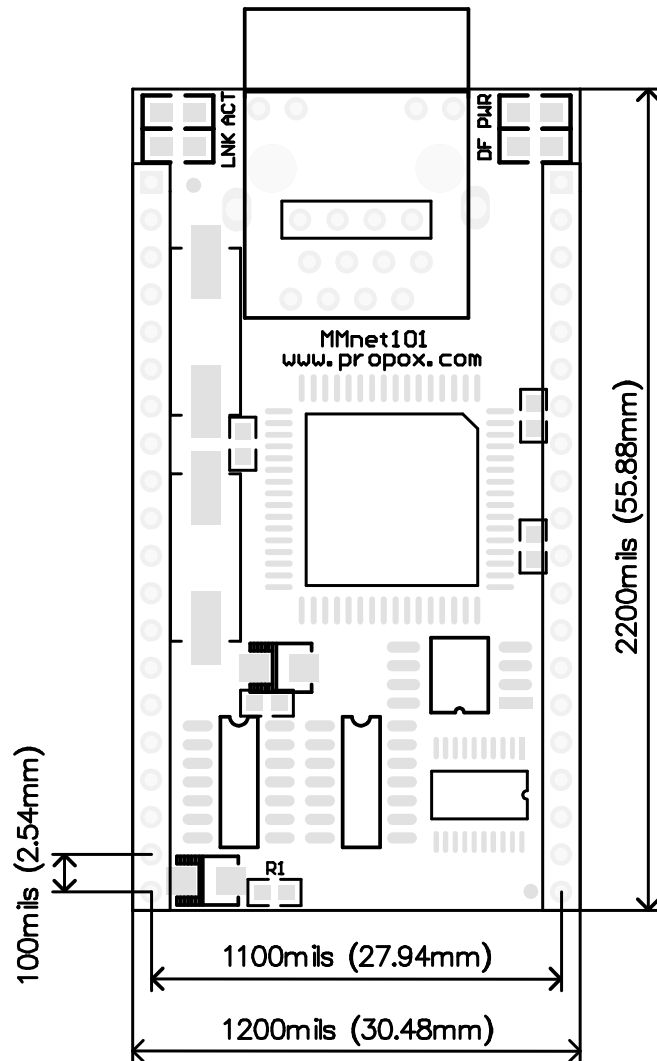 LNK ACT
DF PWR
MMnet101
www.propox.com
2200mils (55.88mm)
100mils (2.54mm)
R1
1100mils (27.94mm)
1200mils (30.48mm)